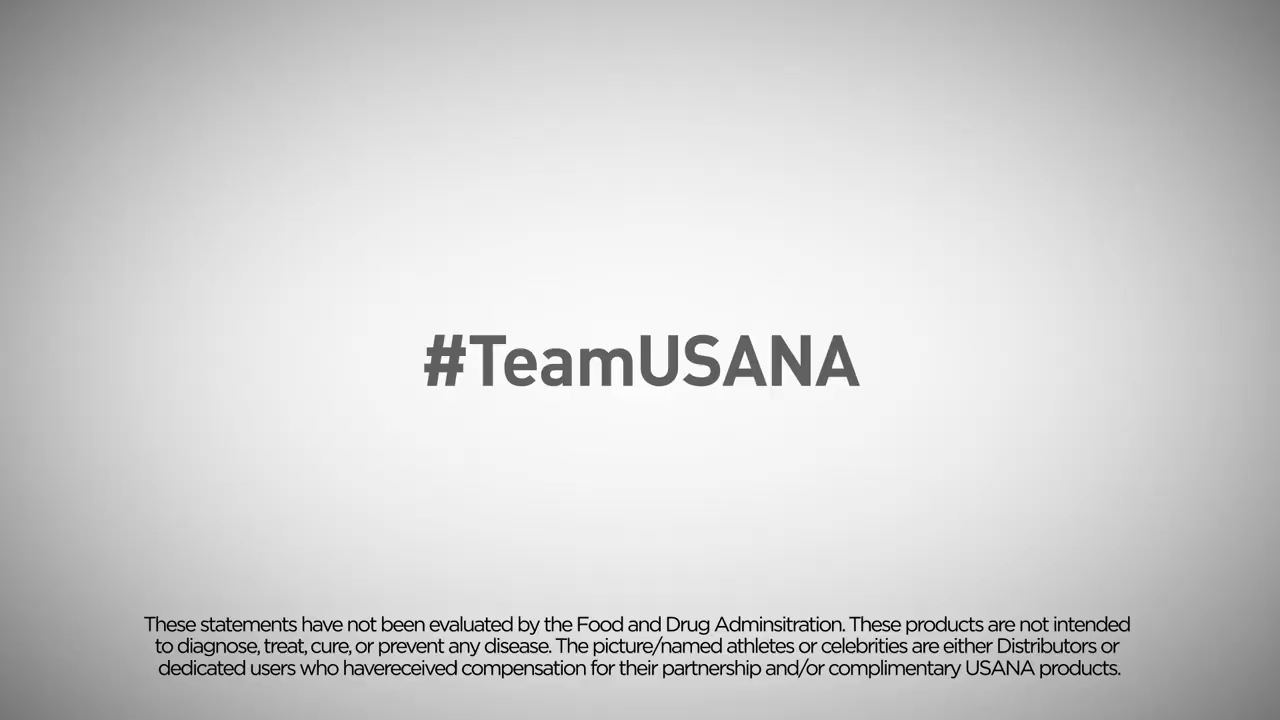 #TeamUSANA
These statements have not been evaluated by the Food and Drug Adminsitration. These products are not intended
to diagnose, treat, cure, or prevent any disease. The picture/named athletes or celebrities are either Distributors or
dedicated users who havereceived compensation for their partnership and/or complimentary USANA products.